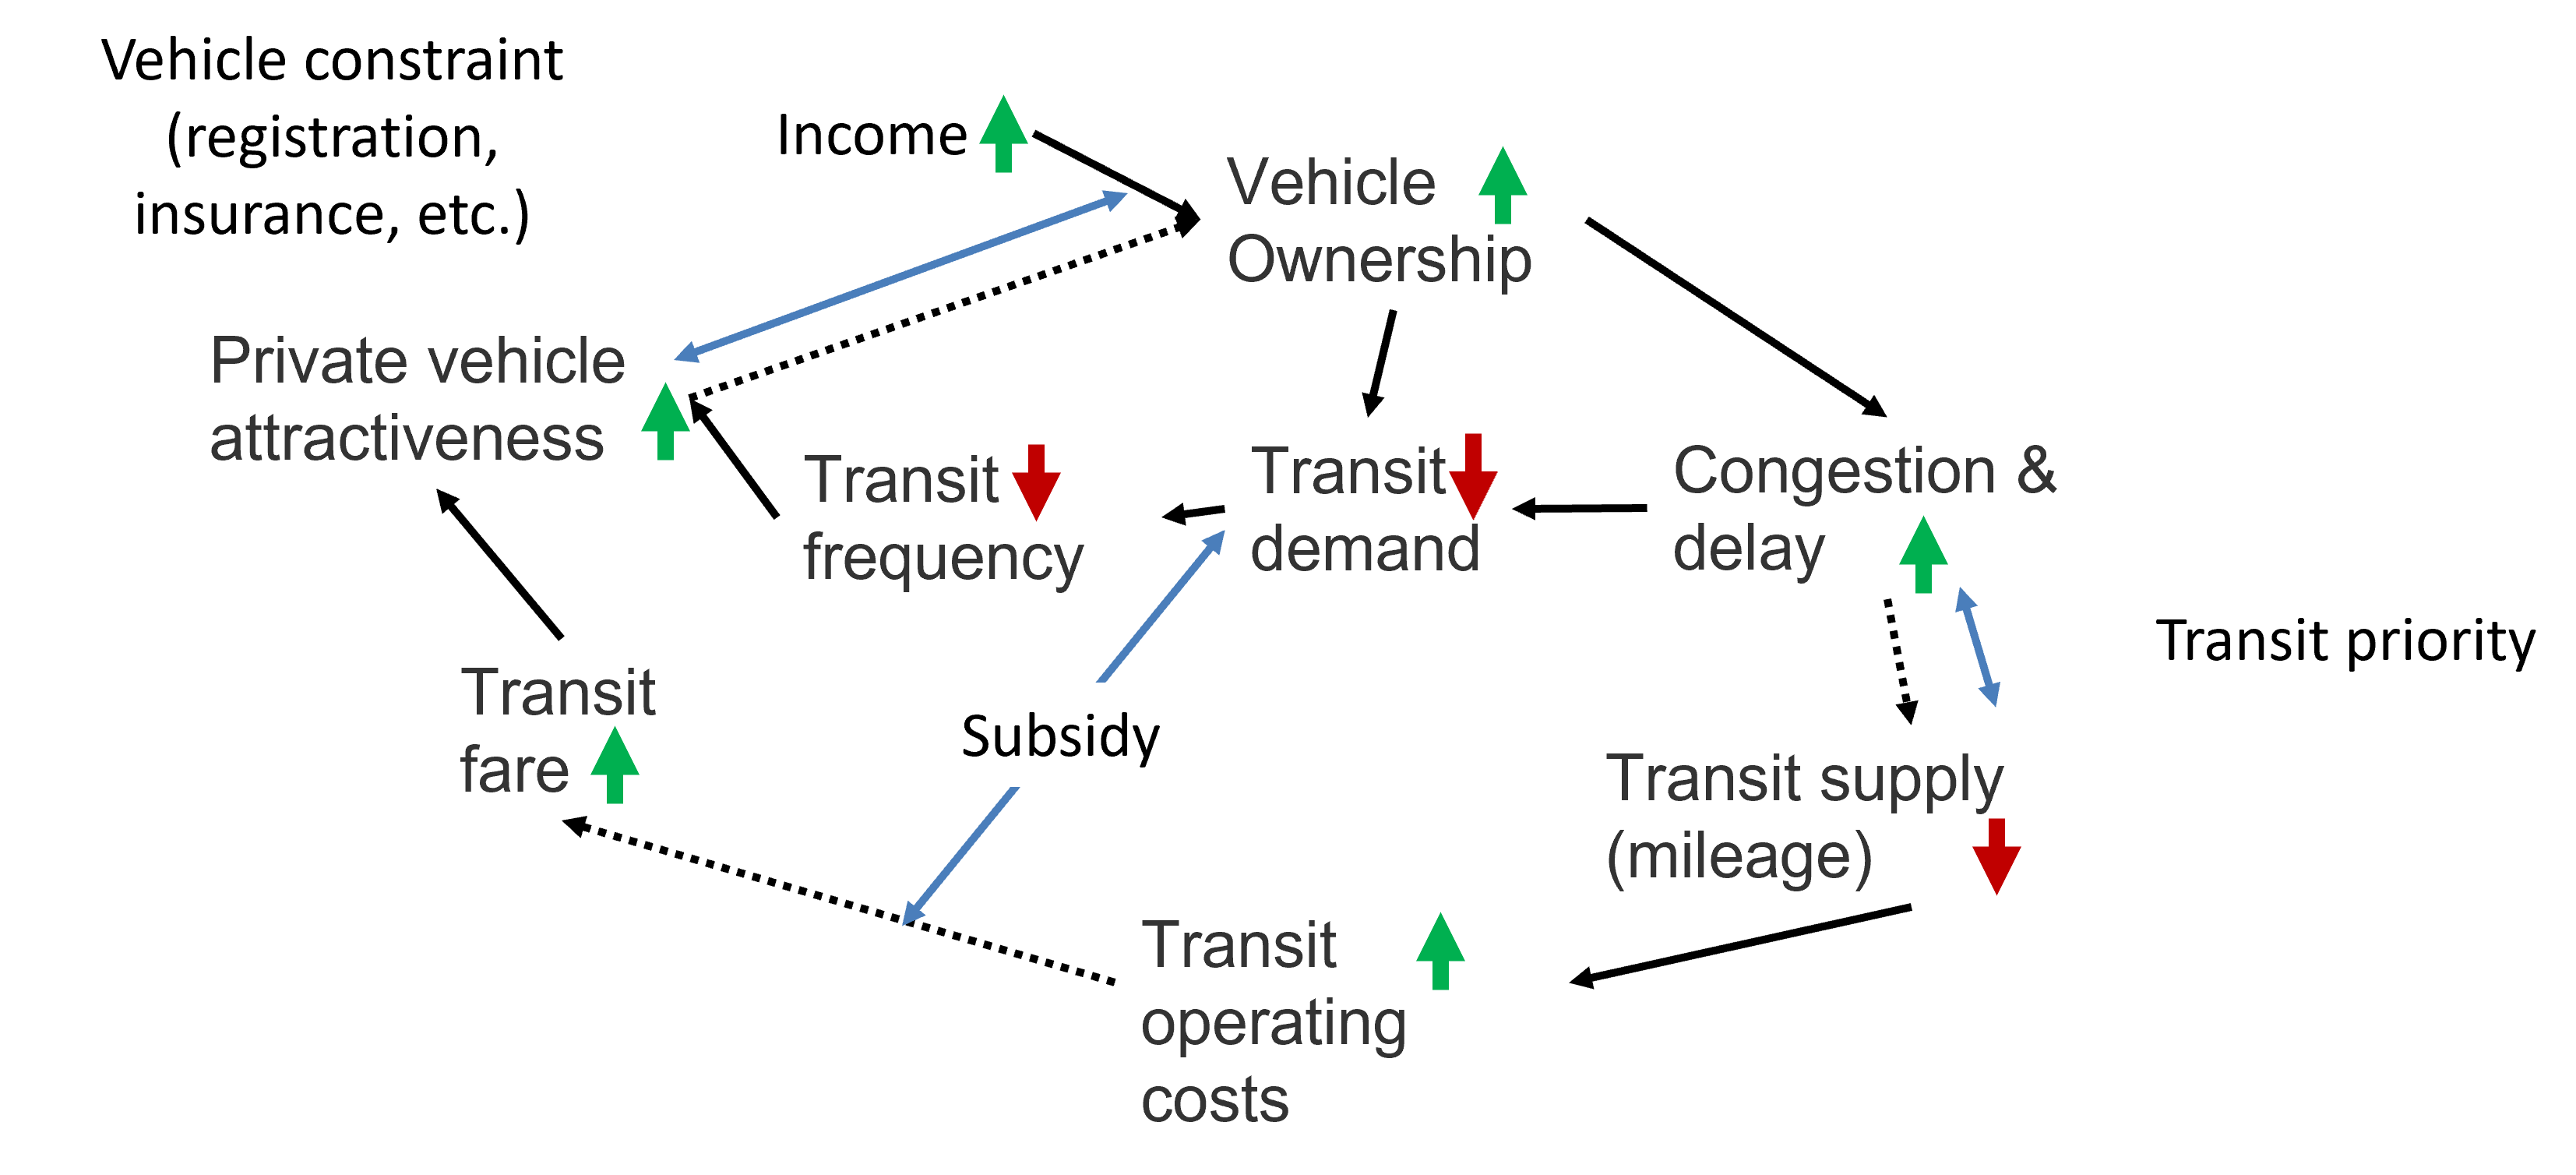 Vehicle constraint
(registration,
insurance, etc.)
Income
Vehicle
Ownership
Private vehicle
attractiveness
Transit
frequency
Transit
demand
Congestion &
delay
Transit priority
Transit
fare
Subsidy
Transit supply
(mileage)
Transit
operating
costs